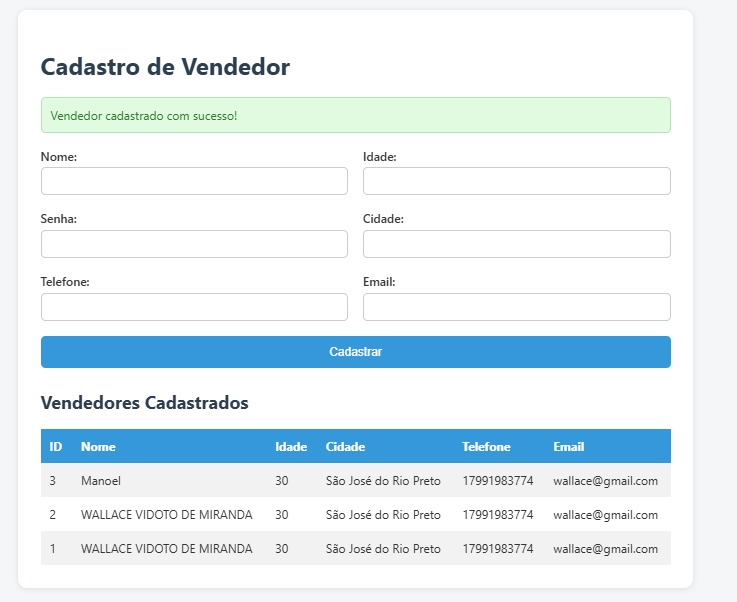 Cadastro de Vendedor
Vendedor cadastrado com sucesso!
Nome: Idade:
Senha: Cidade:
Telefone: Email:
Cadastrar
Vendedores Cadastrados
ID Nome Idade Cidade Telefone Email
3 Manoel 30 São José do Rio Preto 17991983774 wallace@gmail.com
2 WALLACE VIDOTO DE MIRANDA 30 São José do Rio Preto 17991983774 wallace@gmail.com
1 WALLACE VIDOTO DE MIRANDA 30 São José do Rio Preto 17991983774 wallace@gmail.com